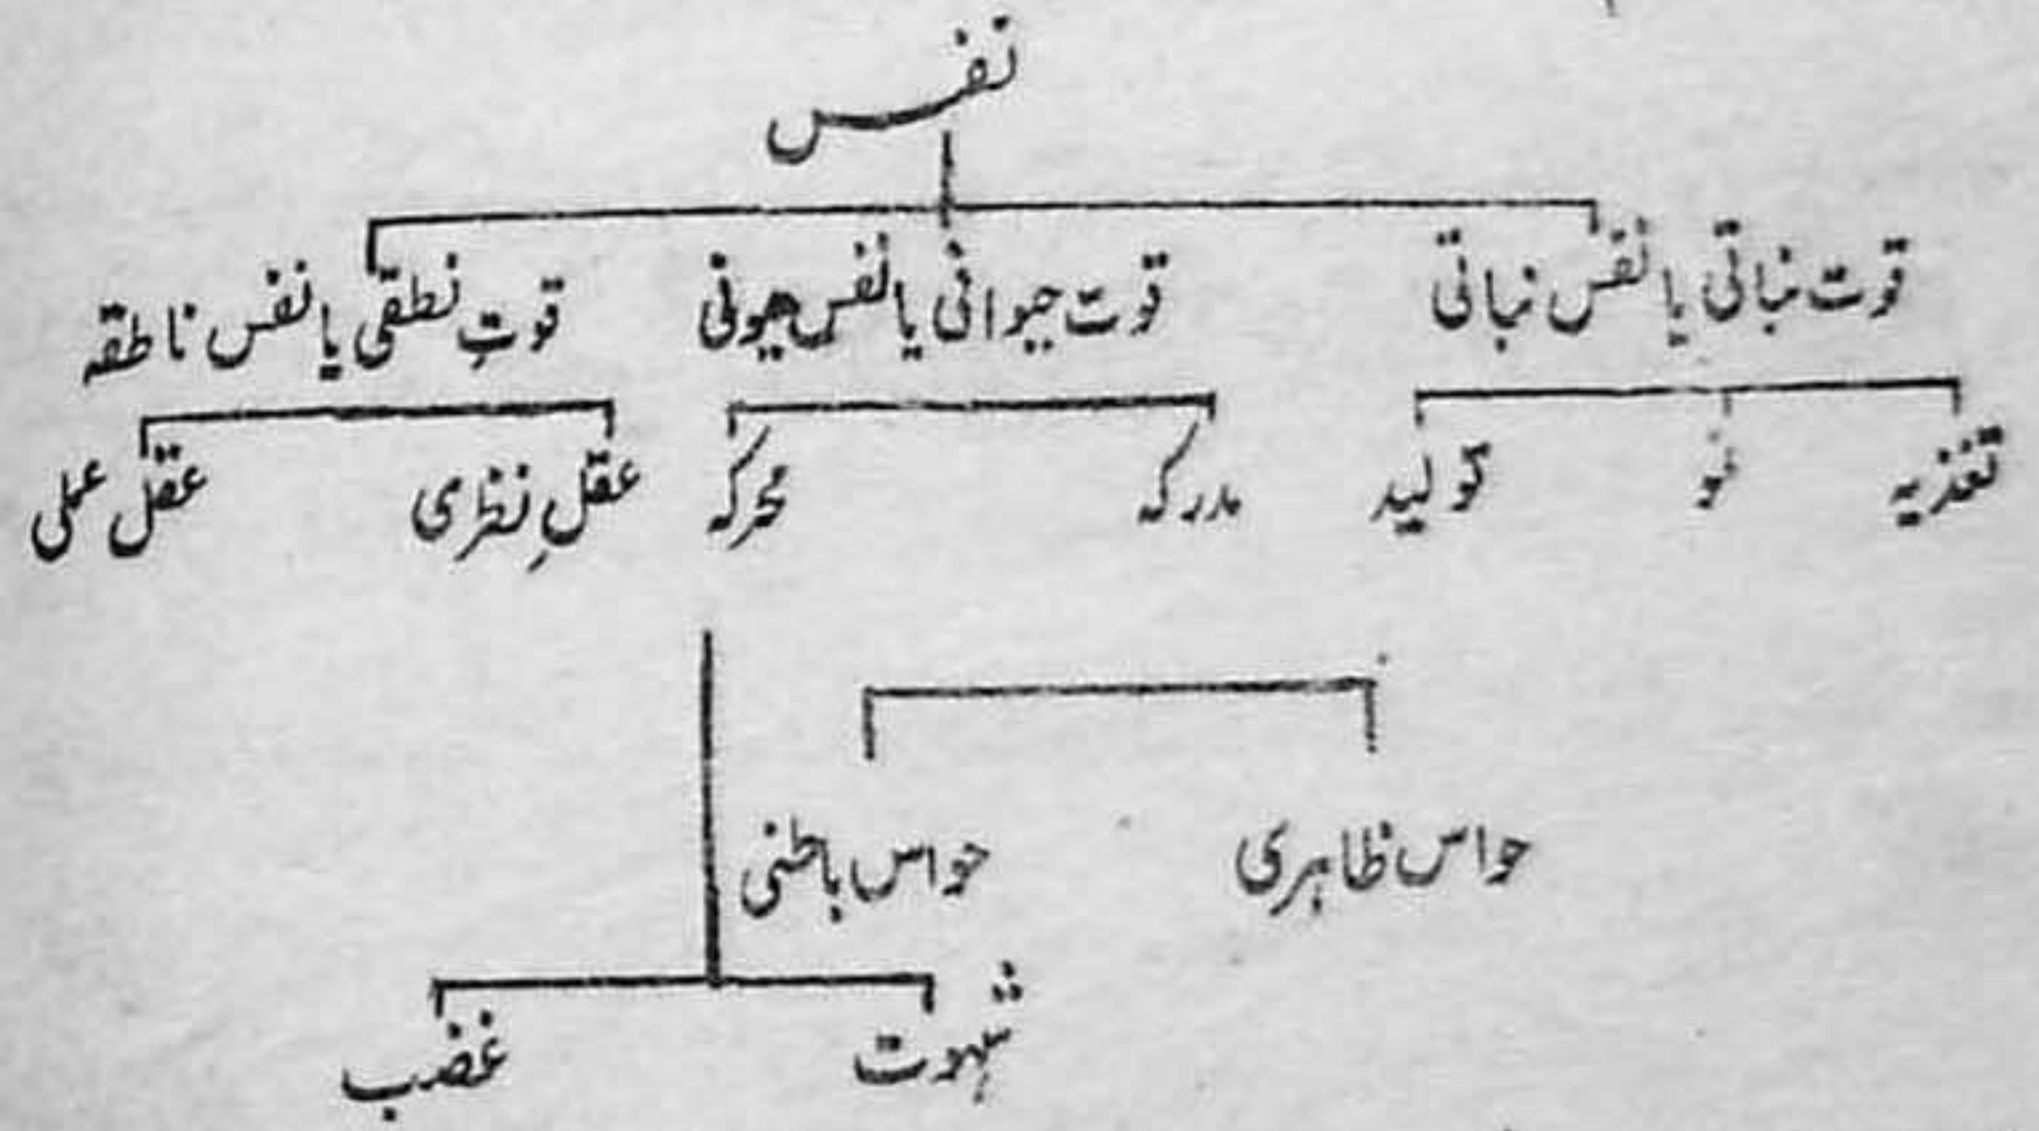 نفس
قوت نباتی یا نفس نباتی قوت حیوانی یا نفس حیونی قوتِ نطقی یا نفس ناطقہ
تغذیہ نمو تولید مدرکہ محرکہ عقلِ نظری عقل عملی
حواس ظاہری حواس باطنی
شہوت غضب